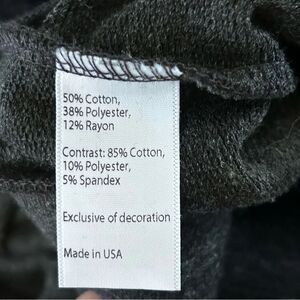 50% Cotton,
38% Polyester,
12% Rayon
Contrast: 85% Cotton,
10% Polyester,
5% Spandex
Exclusive of decoration
Made in USA